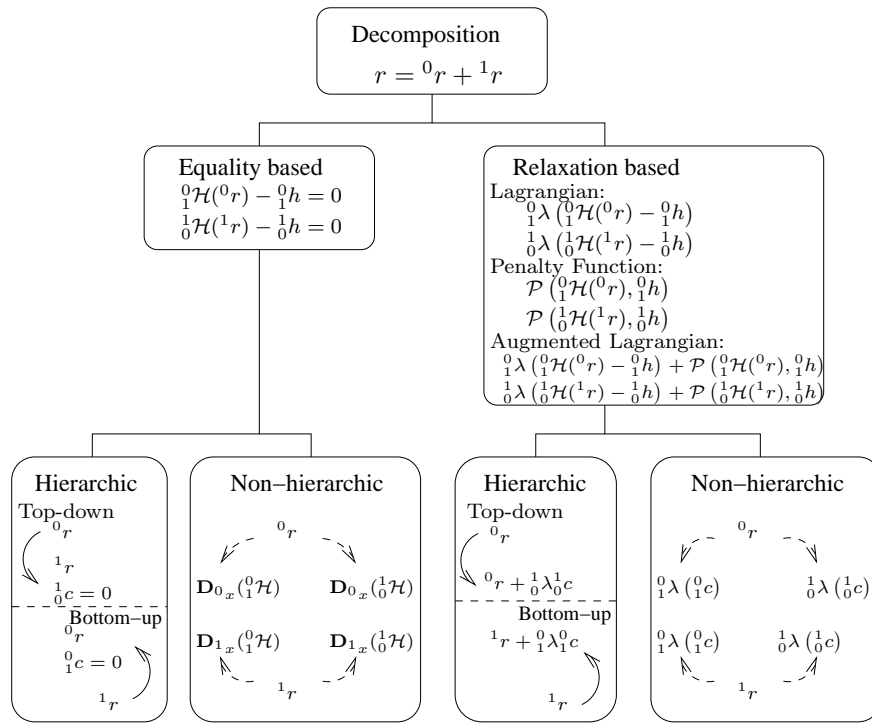 Decomposition
r = ⁰r + ¹r
Equality based
⁰₁ℋ(⁰r) − ⁰₁h = 0
¹₀ℋ(¹r) − ¹₀h = 0
Relaxation based
Lagrangian:
⁰₁λ (⁰₁ℋ(⁰r) − ⁰₁h)
¹₀λ (¹₀ℋ(¹r) − ¹₀h)
Penalty Function:
𝒫 (⁰₁ℋ(⁰r), ⁰₁h)
𝒫 (¹₀ℋ(¹r), ¹₀h)
Augmented Lagrangian:
⁰₁λ (⁰₁ℋ(⁰r) − ⁰₁h) + 𝒫 (⁰₁ℋ(⁰r), ⁰₁h)
¹₀λ (¹₀ℋ(¹r) − ¹₀h) + 𝒫 (¹₀ℋ(¹r), ¹₀h)
Hierarchic
Top-down
⁰r
¹r
¹₀c = 0
Bottom−up
⁰r
⁰₁c = 0
¹r
Non−hierarchic
⁰r
𝐃⁰ₓ(⁰₁ℋ) 𝐃⁰ₓ(¹₀ℋ)
𝐃¹ₓ(⁰₁ℋ) 𝐃¹ₓ(¹₀ℋ)
¹r
Hierarchic
Top-down
⁰r
⁰r + ¹₀λ¹₀c
Bottom−up
¹r + ⁰₁λ⁰₁c
¹r
Non−hierarchic
⁰r
⁰₁λ (⁰₁c) ¹₀λ (¹₀c)
⁰₁λ (⁰₁c) ¹₀λ (¹₀c)
¹r